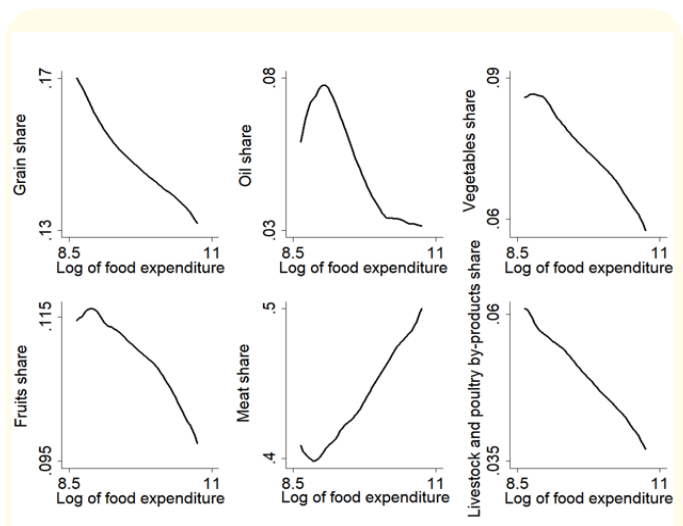 Grain share
.17
.13
8.5
11
Log of food expenditure
Oil share
.08
.03
8.5
11
Log of food expenditure
Vegetables share
.09
.06
8.5
11
Log of food expenditure
Fruits share
.115
.095
8.5
11
Log of food expenditure
Meat share
.5
.4
8.5
11
Log of food expenditure
Livestock and poultry by-products share
.06
.035
8.5
11
Log of food expenditure